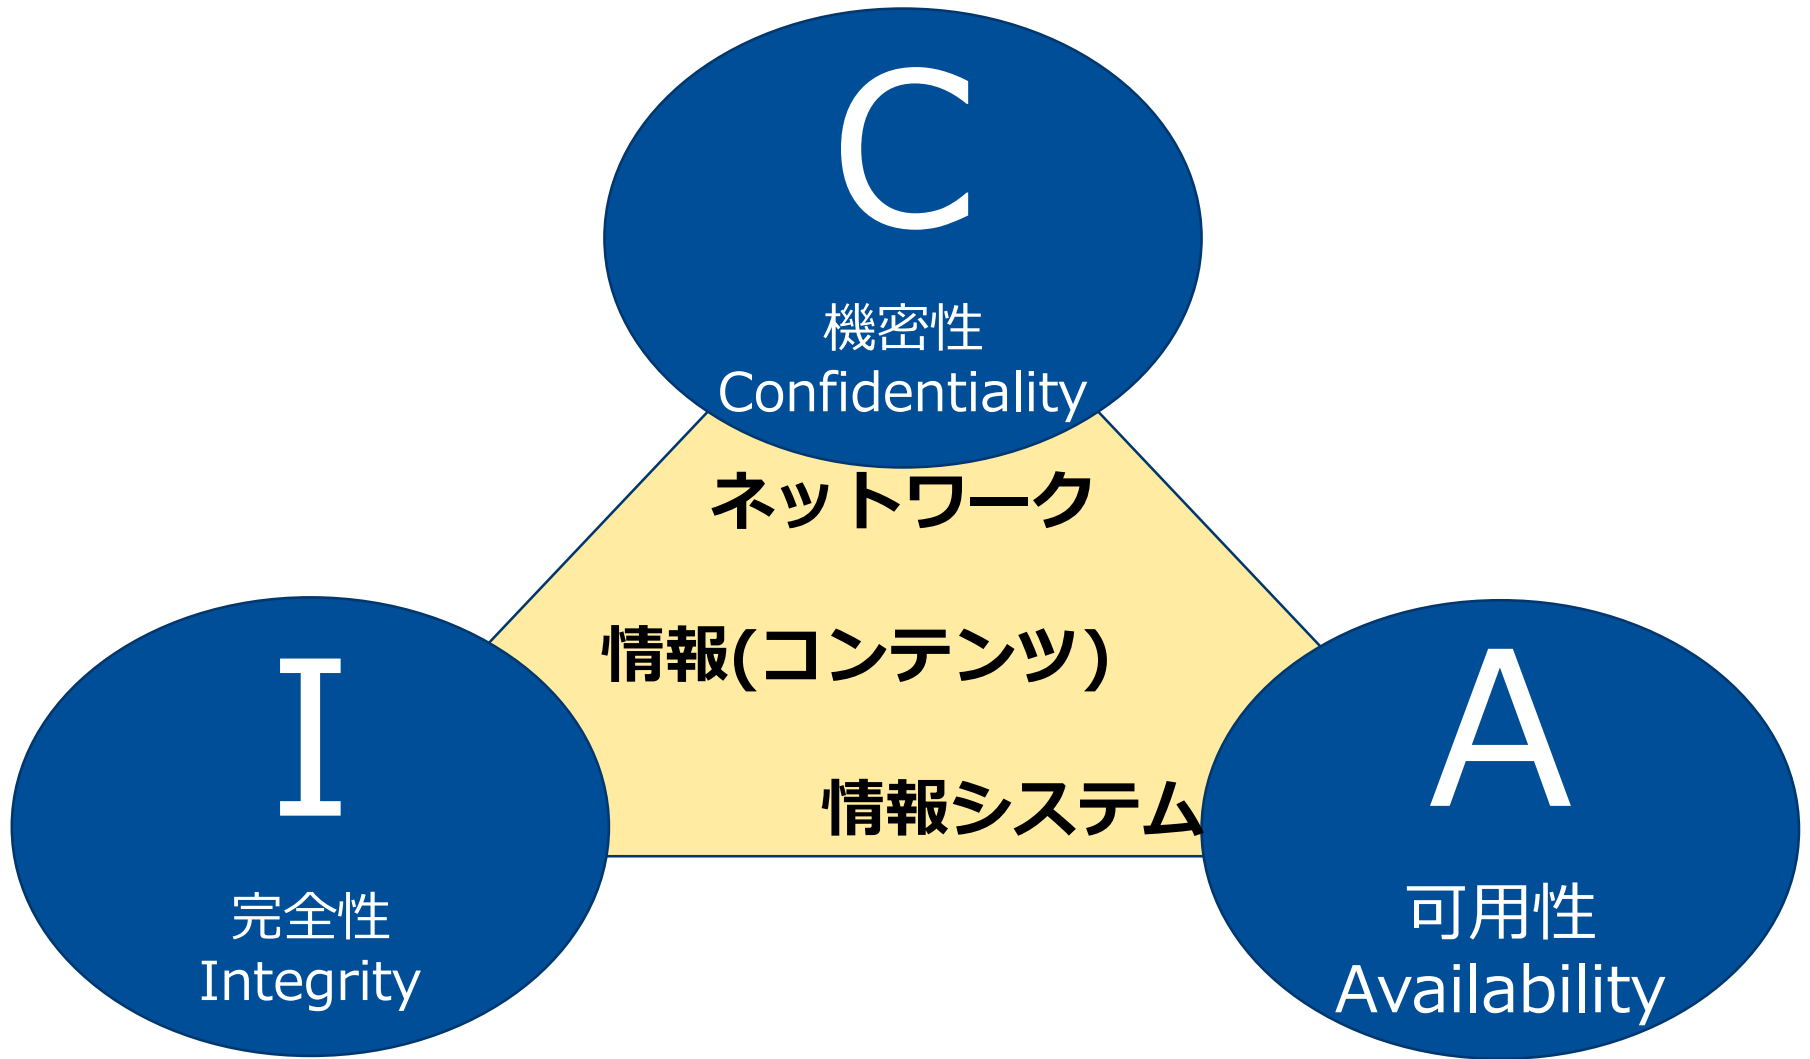 C
機密性
Confidentiality
ネットワーク
情報(コンテンツ)
情報システム
I
完全性
Integrity
A
可用性
Availability